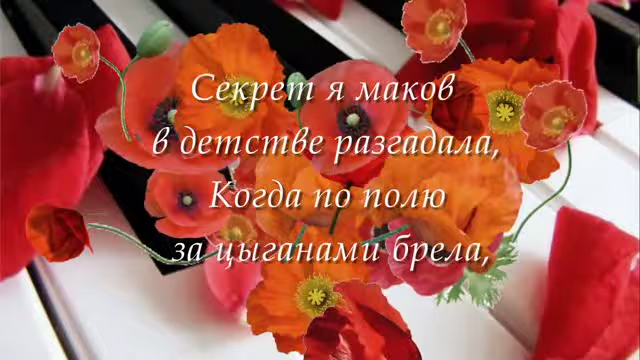 Секрет я маков
в детстве разгадала,
Когда по полю
за цыганами брела,